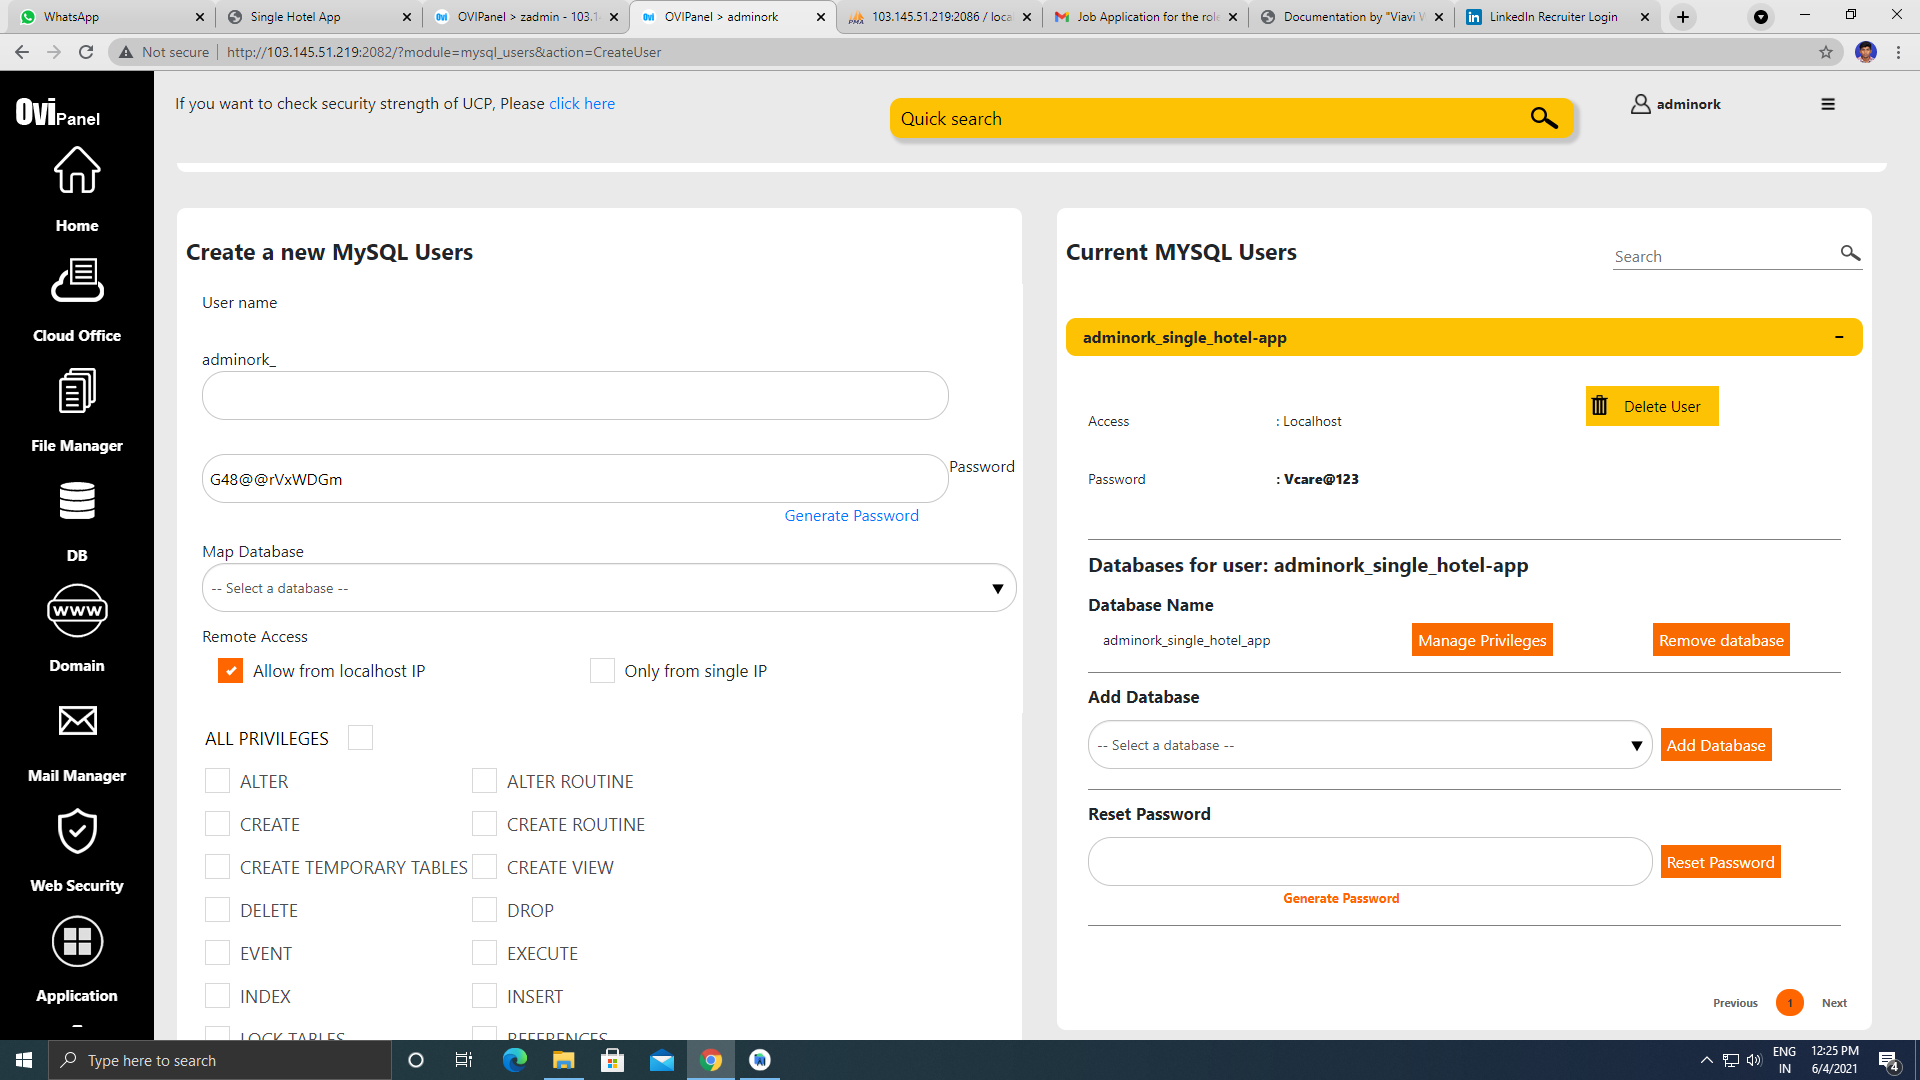 WhatsApp
Single Hotel App
OVIPanel > zadmin - 103.1
OVIPanel > adminork
103.145.51.219:2086 / loca
Job Application for the role
Documentation by "Viavi W
LinkedIn Recruiter Login
Not secure
http://103.145.51.219:2082/?module=mysql_users&action=CreateUser
OviPanel
Home
Cloud Office
File Manager
DB
WWW
Domain
Mail Manager
Web Security
Application
If you want to check security strength of UCP, Please click here
Quick search
adminork
Create a new MySQL Users
User name
adminork_
G48@@rVxWDGm
Password
Generate Password
Map Database
-- Select a database --
Remote Access
Allow from localhost IP
Only from single IP
ALL PRIVILEGES
ALTER
ALTER ROUTINE
CREATE
CREATE ROUTINE
CREATE TEMPORARY TABLES
CREATE VIEW
DELETE
DROP
EVENT
EXECUTE
INDEX
INSERT
LOCK TABLES
REFERENCES
Current MYSQL Users
Search
adminork_single_hotel-app
Delete User
Access : Localhost
Password : Vcare@123
Databases for user: adminork_single_hotel-app
Database Name
adminork_single_hotel_app
Manage Privileges
Remove database
Add Database
-- Select a database --
Add Database
Reset Password
Reset Password
Generate Password
Previous
1
Next
Type here to search
ENG
IN
12:25 PM
6/4/2021
4